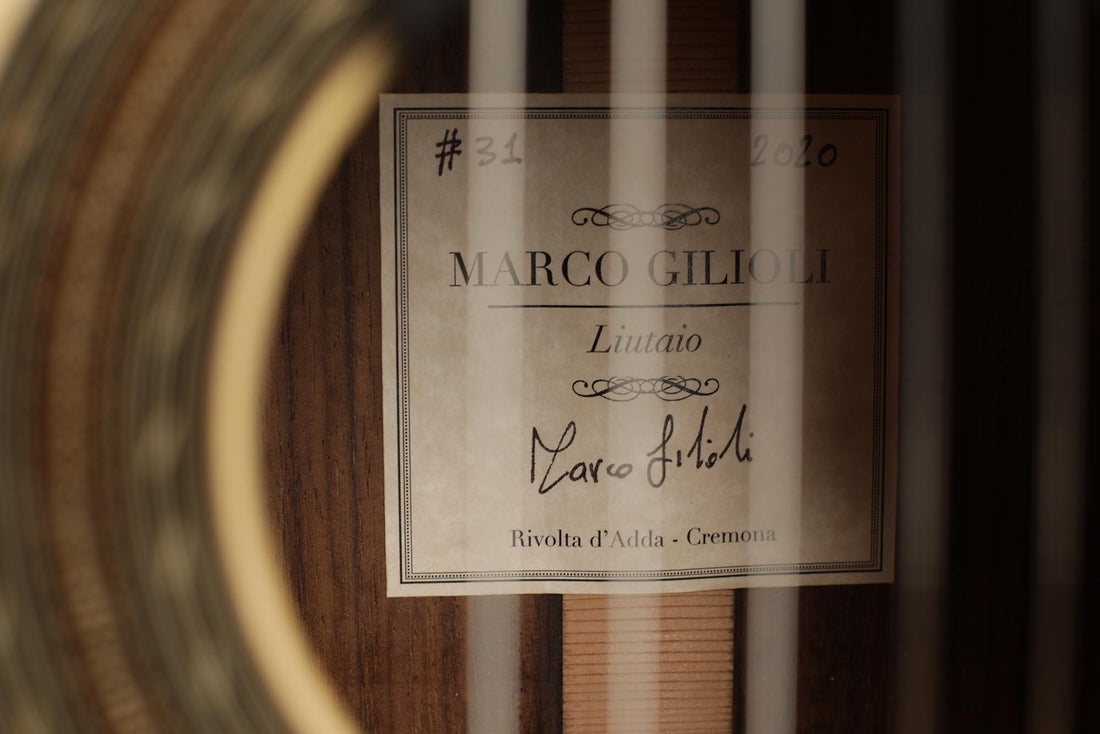 #31 2020
MARCO GILIOLI
Liutaio
Marco Gilioli
Rivolta d'Adda - Cremona